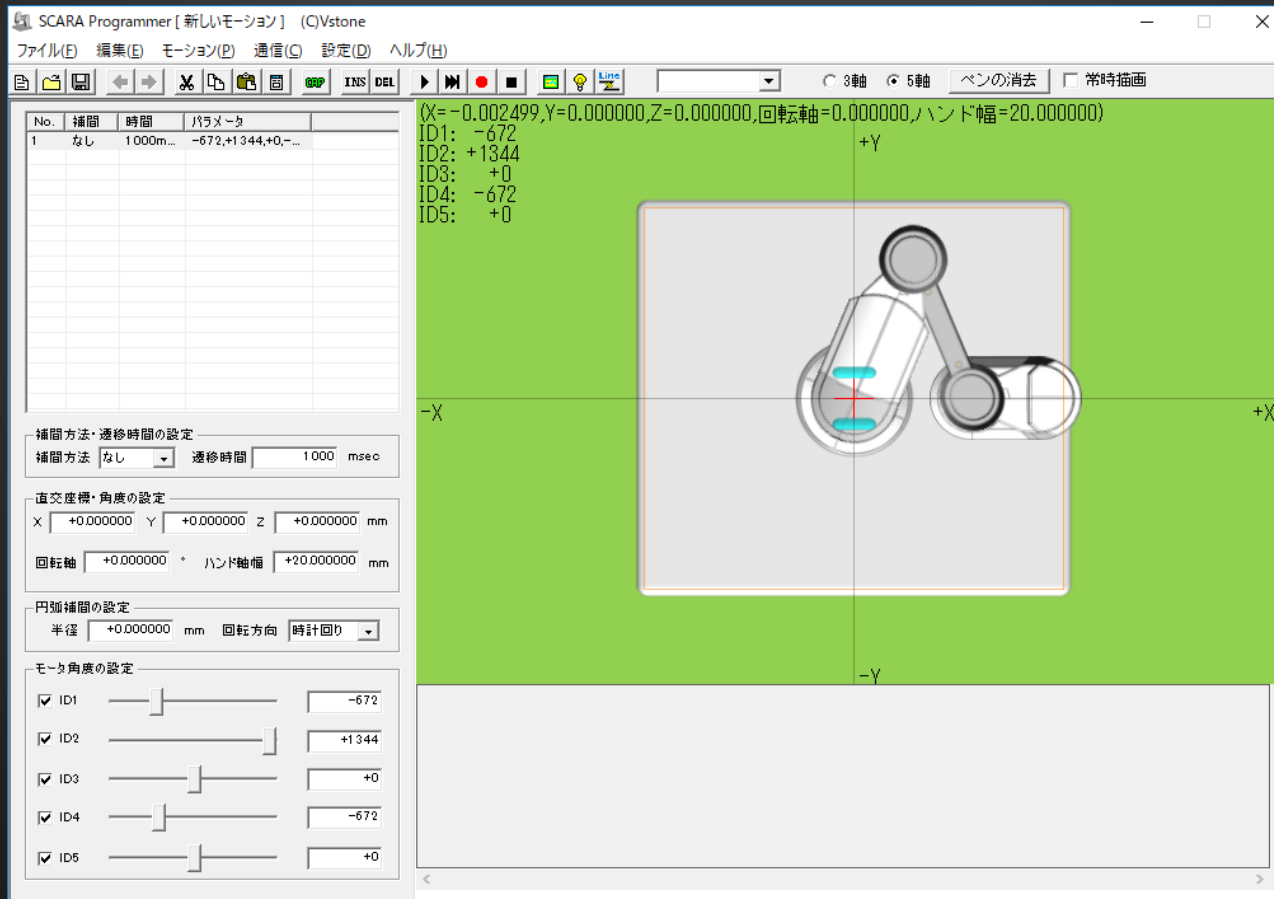 SCARA Programmer [ 新しいモーション ] (C)Vstone
ファイル(F) 編集(E) モーション(P) 通信(C) 設定(D) ヘルプ(H)
INS DEL Line 3軸 5軸 ペンの消去 常時描画
No. 補間 時間 パラメータ
1 なし 1000m... -672,+1344,+0,-...
補間方法・遷移時間の設定
補間方法 なし 遷移時間 1000 msec
直交座標・角度の設定
X +0.000000 Y +0.000000 Z +0.000000 mm
回転軸 +0.000000 ° ハンド軸幅 +20.000000 mm
円弧補間の設定
半径 +0.000000 mm 回転方向 時計回り
モータ角度の設定
ID1 -672
ID2 +1344
ID3 +0
ID4 -672
ID5 +0
(X=-0.002499,Y=0.000000,Z=0.000000,回転軸=0.000000,ハンド幅=20.000000)
ID1: -672
ID2: +1344
ID3: +0
ID4: -672
ID5: +0
+Y
-X
+X
-Y